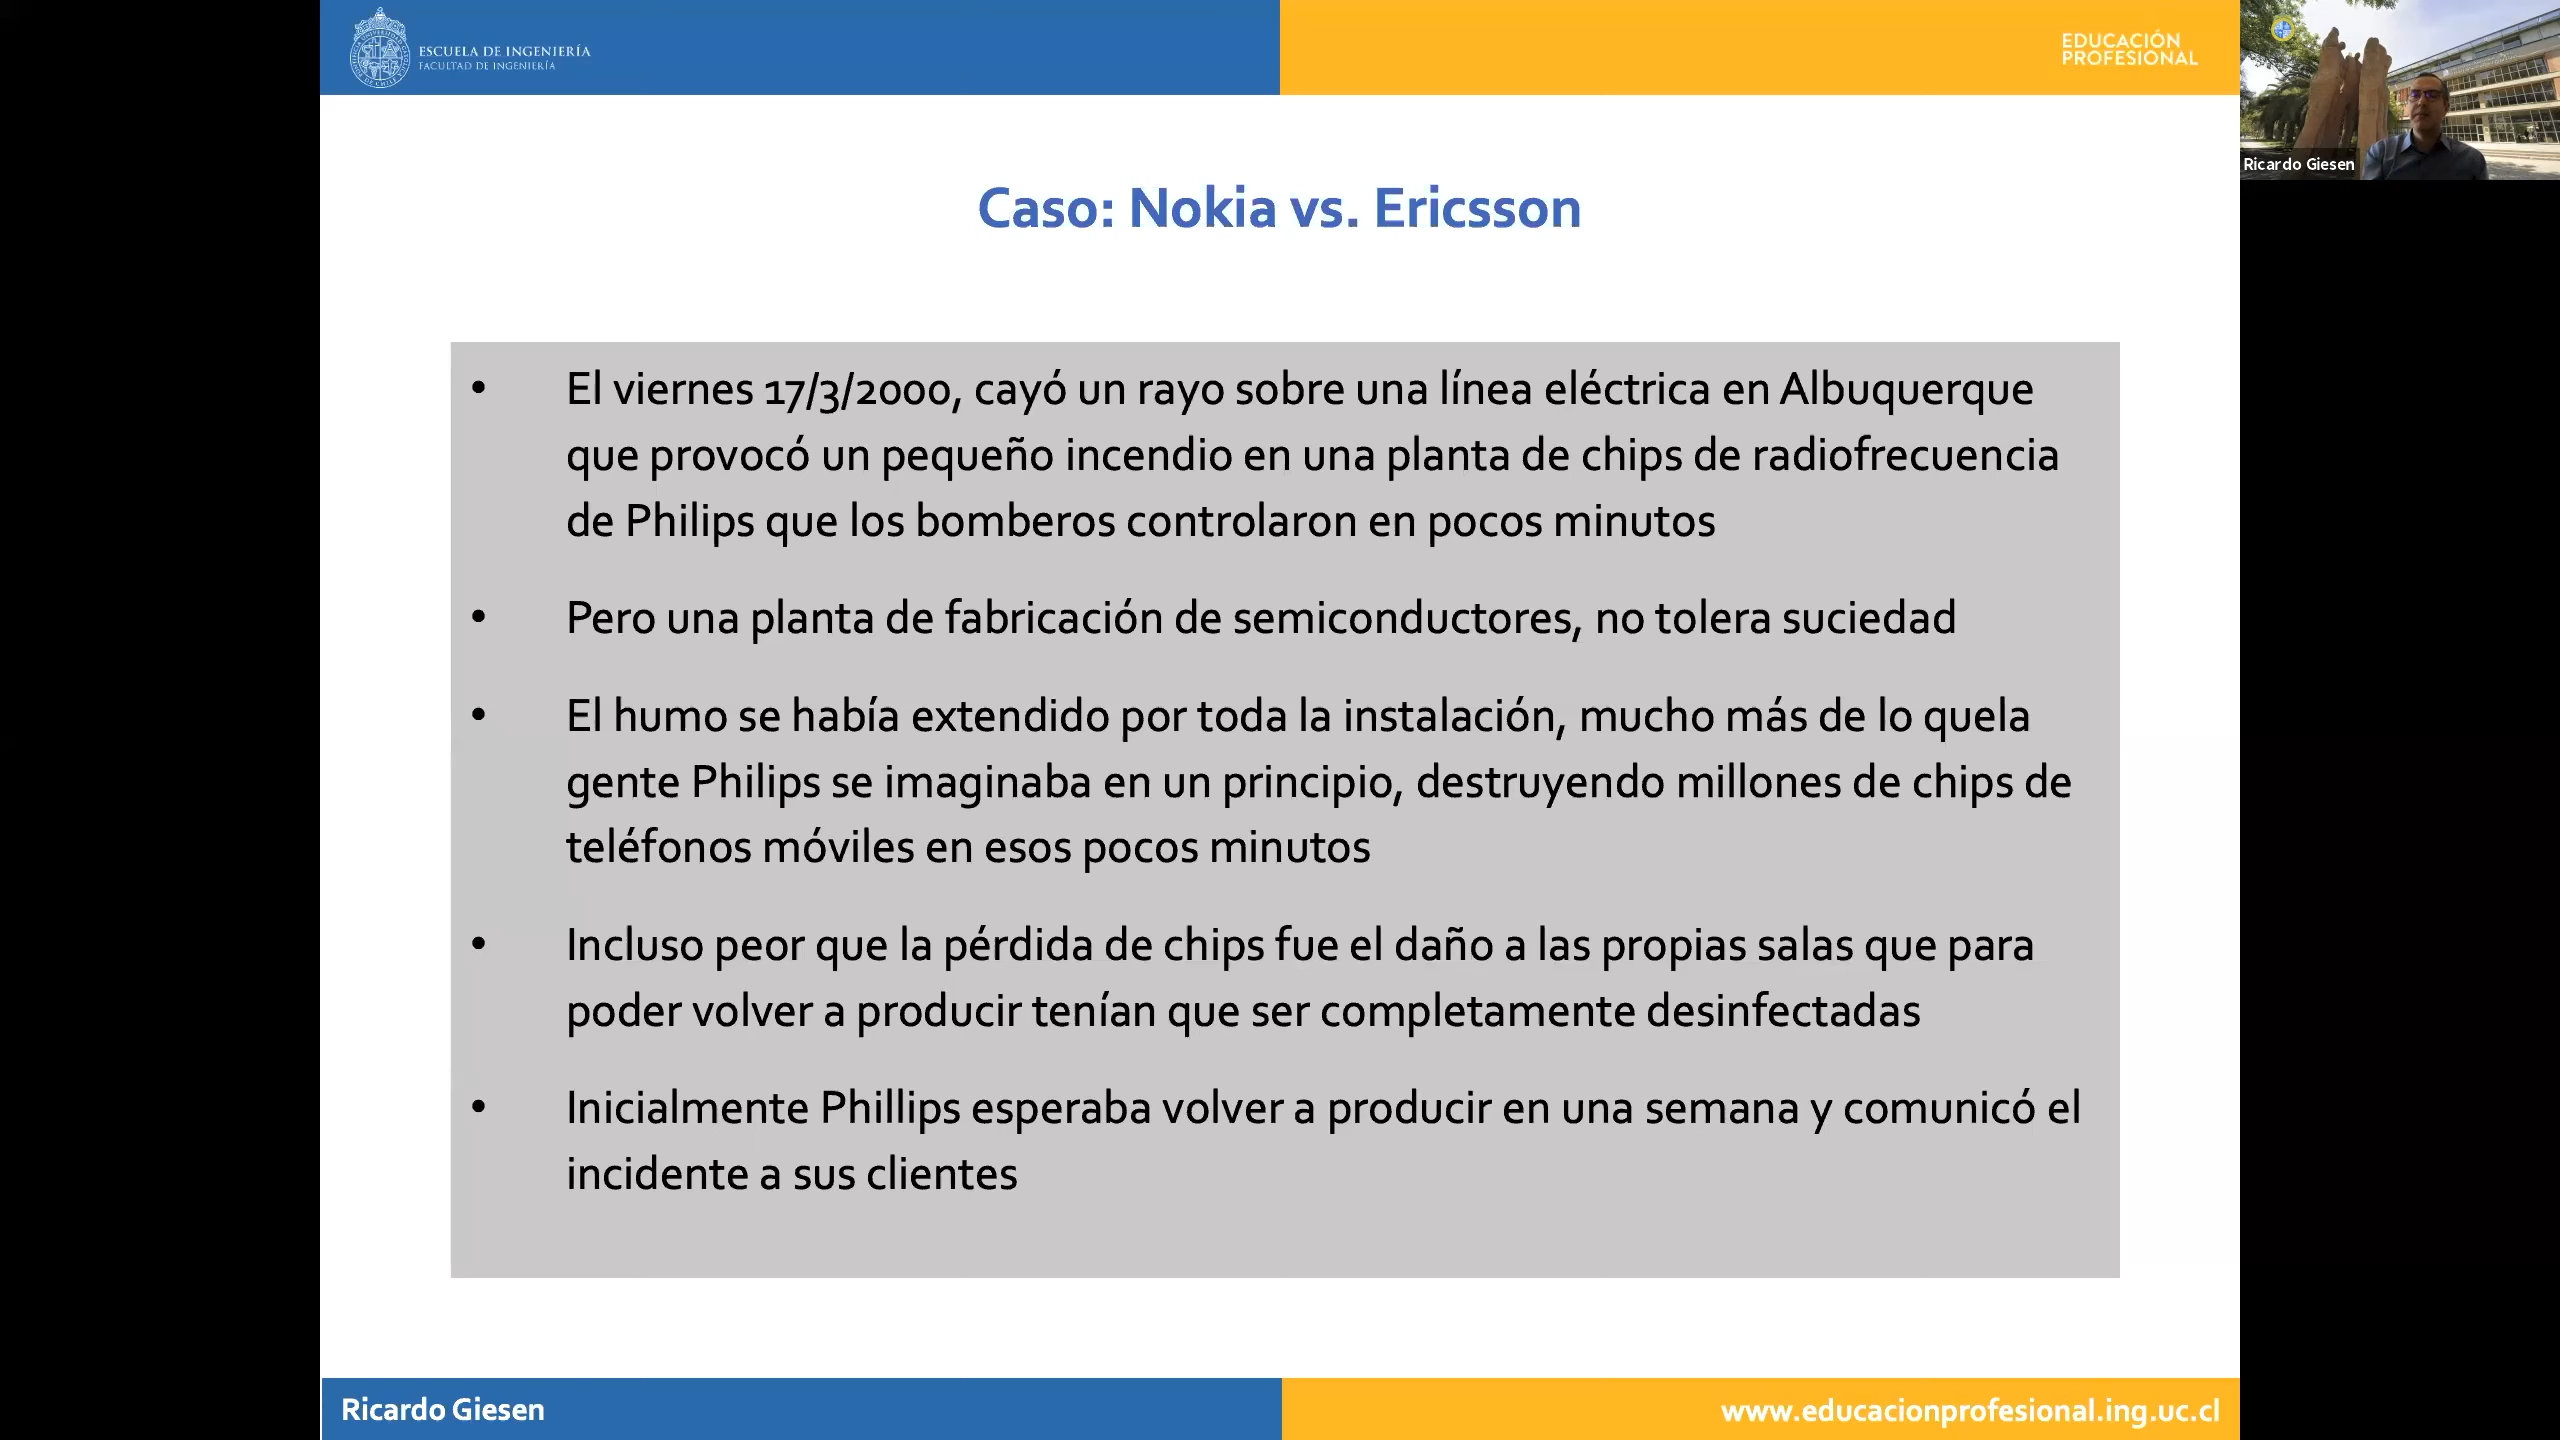 ESCUELA DE INGENIERÍA
FACULTAD DE INGENIERÍA
EDUCACIÓN
PROFESIONAL
Ricardo Giesen
Caso: Nokia vs. Ericsson
• El viernes 17/3/2000, cayó un rayo sobre una línea eléctrica en Albuquerque
que provocó un pequeño incendio en una planta de chips de radiofrecuencia
de Philips que los bomberos controlaron en pocos minutos
• Pero una planta de fabricación de semiconductores, no tolera suciedad
• El humo se había extendido por toda la instalación, mucho más de lo quela
gente Philips se imaginaba en un principio, destruyendo millones de chips de
teléfonos móviles en esos pocos minutos
• Incluso peor que la pérdida de chips fue el daño a las propias salas que para
poder volver a producir tenían que ser completamente desinfectadas
• Inicialmente Phillips esperaba volver a producir en una semana y comunicó el
incidente a sus clientes
Ricardo Giesen
www.educacionprofesional.ing.uc.cl